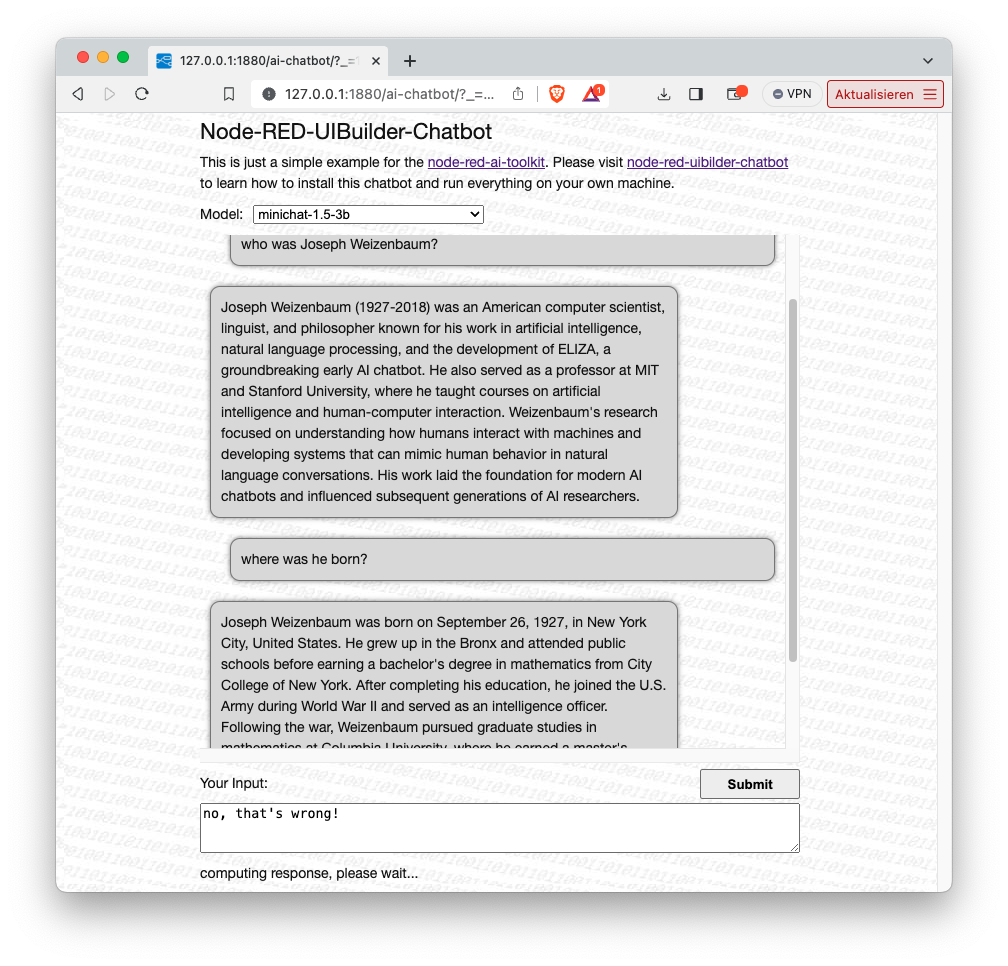 127.0.0.1:1880/ai-chatbot/?_=
127.0.0.1:1880/ai-chatbot/?_=...
1
VPN
Aktualisieren
Node-RED-UIBuilder-Chatbot
This is just a simple example for the node-red-ai-toolkit. Please visit node-red-uibilder-chatbot
to learn how to install this chatbot and run everything on your own machine.
Model: minichat-1.5-3b
who was Joseph Weizenbaum?
Joseph Weizenbaum (1927-2018) was an American computer scientist,
linguist, and philosopher known for his work in artificial intelligence,
natural language processing, and the development of ELIZA, a
groundbreaking early AI chatbot. He also served as a professor at MIT
and Stanford University, where he taught courses on artificial
intelligence and human-computer interaction. Weizenbaum's research
focused on understanding how humans interact with machines and
developing systems that can mimic human behavior in natural
language conversations. His work laid the foundation for modern AI
chatbots and influenced subsequent generations of AI researchers.
where was he born?
Joseph Weizenbaum was born on September 26, 1927, in New York
City, United States. He grew up in the Bronx and attended public
schools before earning a bachelor's degree in mathematics from City
College of New York. After completing his education, he joined the U.S.
Army during World War II and served as an intelligence officer.
Following the war, Weizenbaum pursued graduate studies in
mathematics at Columbia University, where he earned a master's
Your Input:
Submit
no, that's wrong!
computing response, please wait...